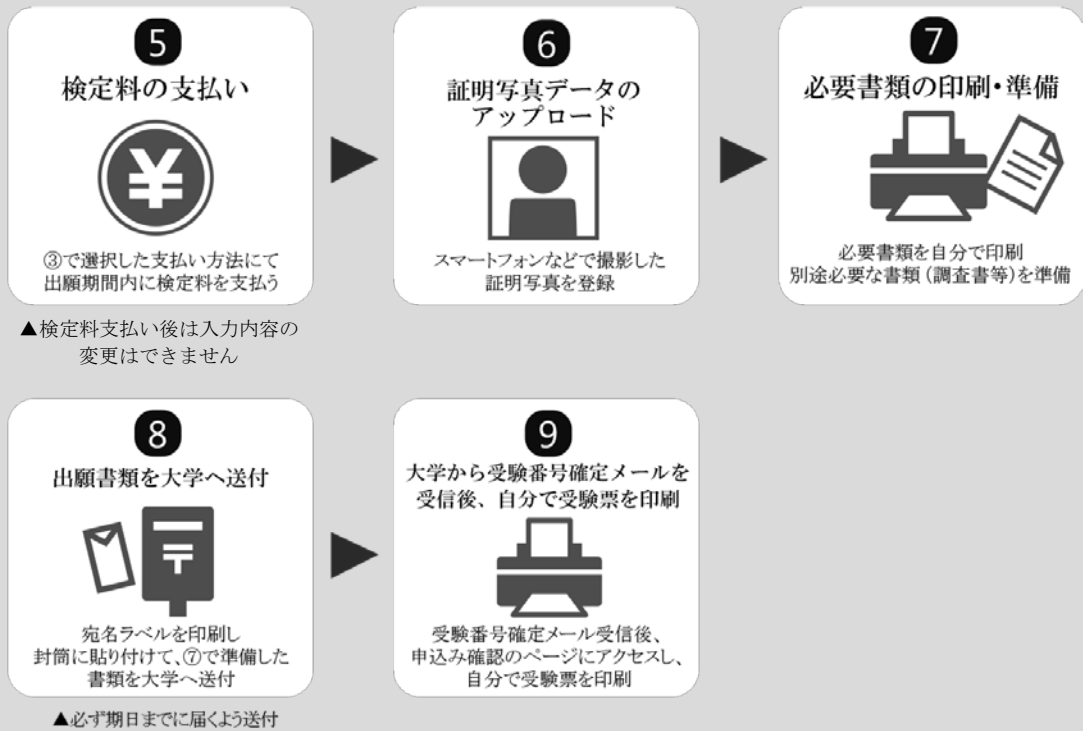 5
検定料の支払い
¥
③で選択した支払い方法にて
出願期間内に検定料を支払う
▲検定料支払い後は入力内容の
変更はできません
6
証明写真データの
アップロード
スマートフォンなどで撮影した
証明写真を登録
7
必要書類の印刷・準備
必要書類を自分で印刷
別途必要な書類(調査書等)を準備
8
出願書類を大学へ送付
〒
宛名ラベルを印刷し
封筒に貼り付けて、⑦で準備した
書類を大学へ送付
▲必ず期日までに届くよう送付
9
大学から受験番号確定メールを
受信後、自分で受験票を印刷
受験番号確定メール受信後、
申込み確認のページにアクセスし、
自分で受験票を印刷